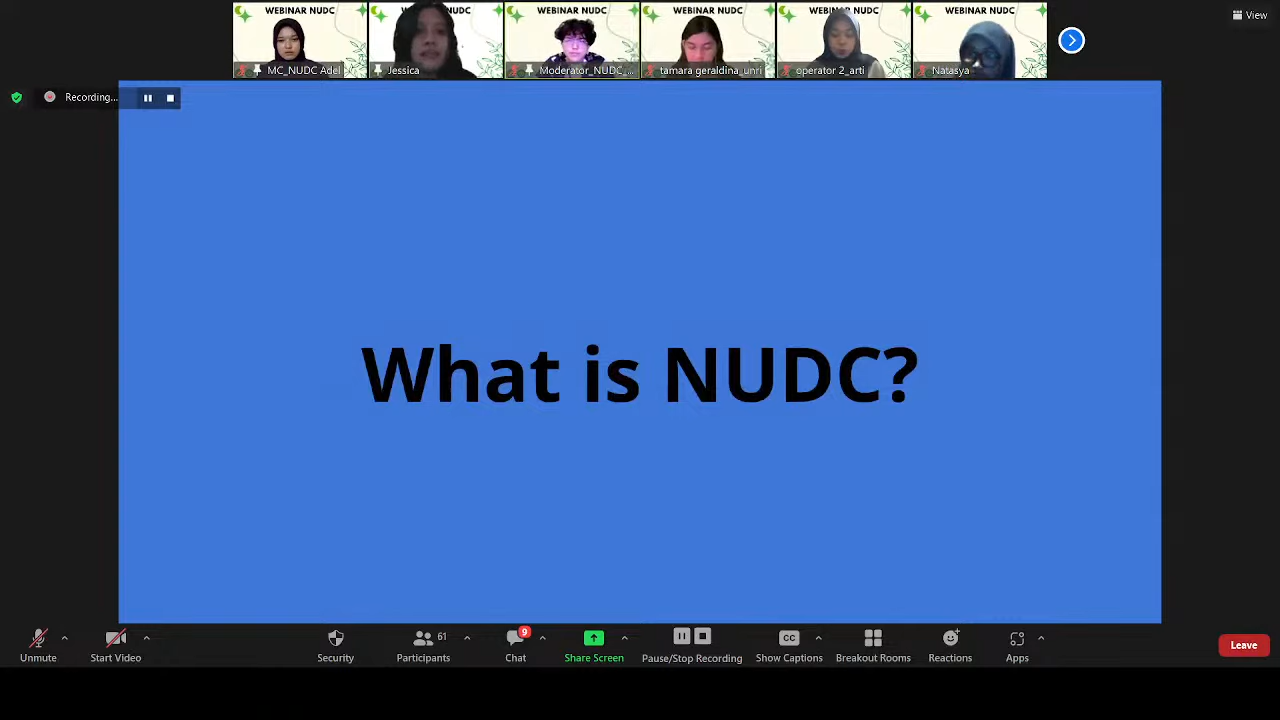 WEBINAR NUDC
NUDC
WEBINAR NUDC
WEBINAR NUDC
NUDC
WEBINAR NUDC
View
MC_NUDC Adel
Jessica
Moderator_NUDC_...
tamara geraldina_unri
operator 2_arti
Natasya
Recording...
What is NUDC?
61
9
CC
Unmute
Start Video
Security
Participants
Chat
Share Screen
Pause/Stop Recording
Show Captions
Breakout Rooms
Reactions
Apps
Leave